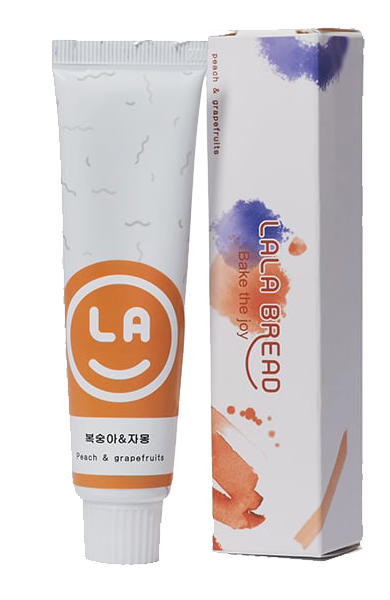 LA
복숭아&자몽
Peach & grapefruits
peach & grapefruits
LALA BREAD
Bake the joy